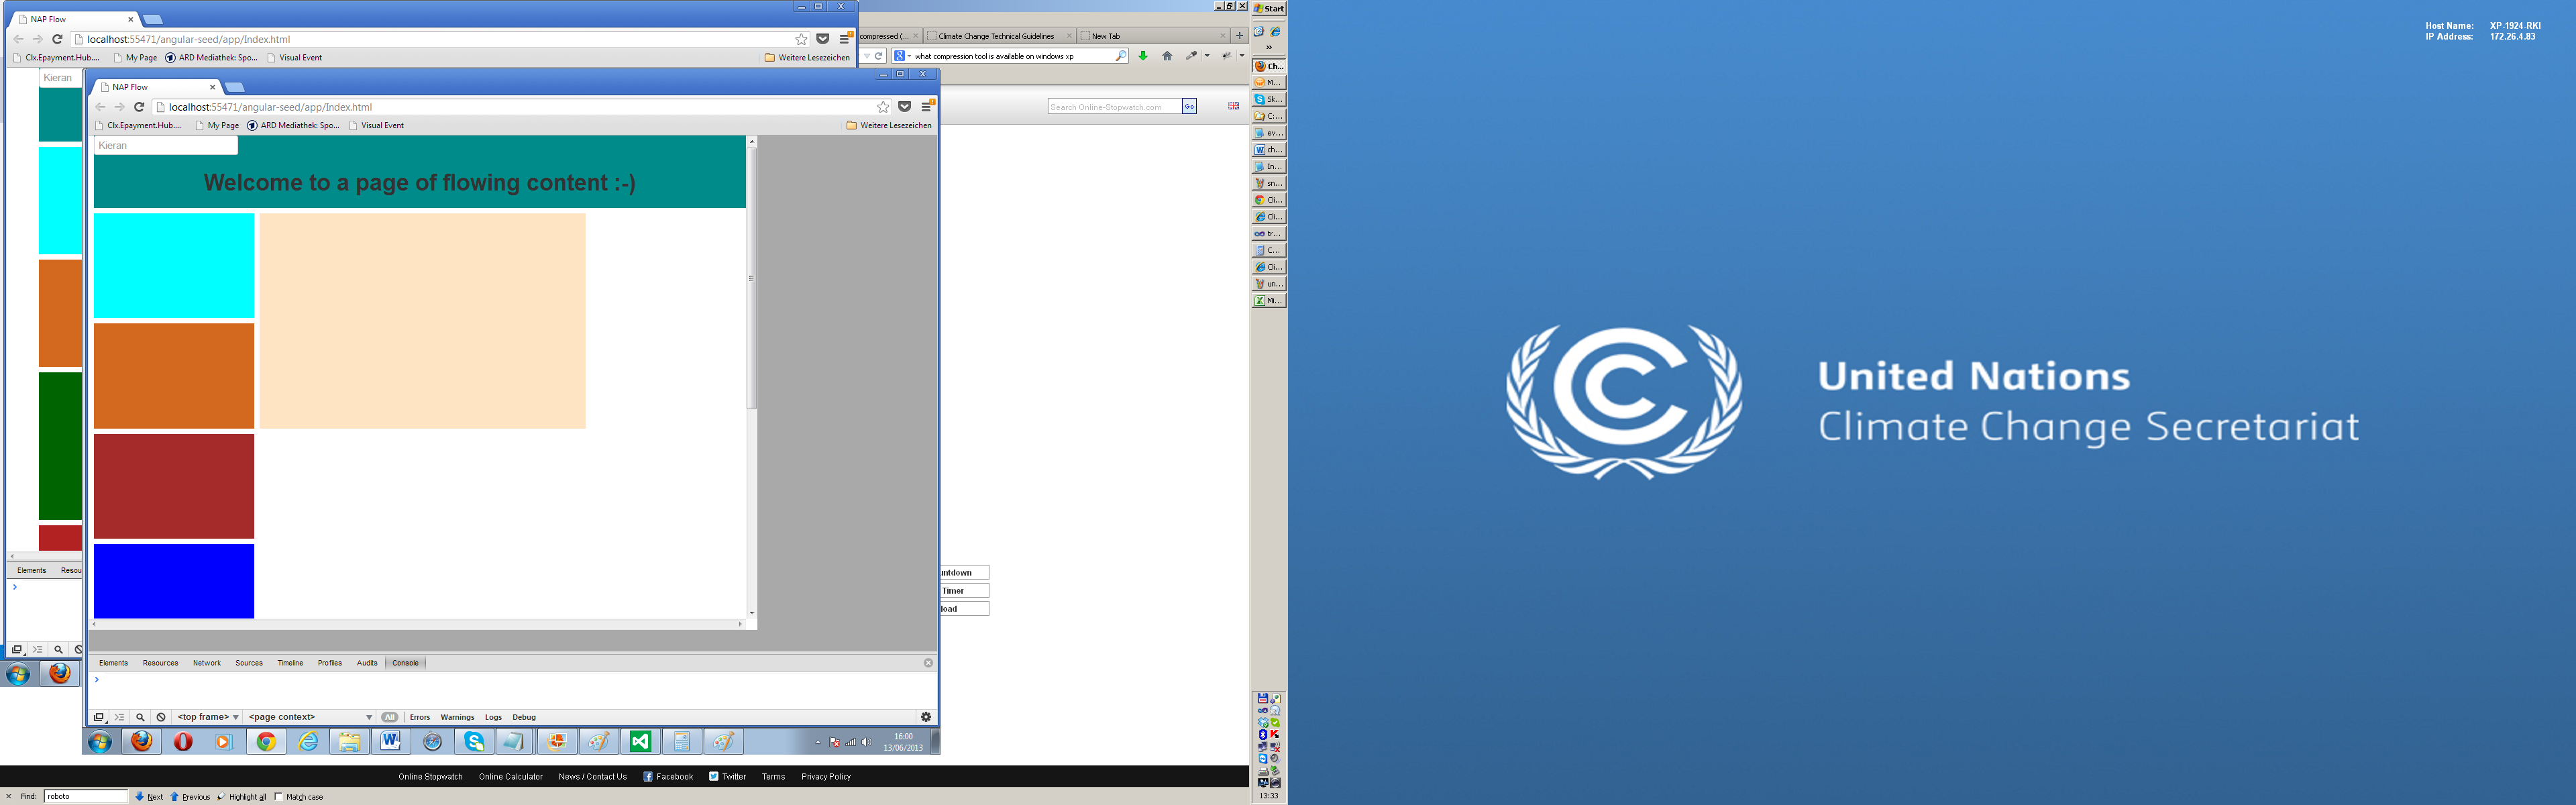 NAP Flow
localhost:55471/angular-seed/app/Index.html
Clx.Epayment.Hub.... My Page ARD Mediathek: Spo... Visual Event Weitere Lesezeichen
Kieran
Elements Resou
NAP Flow
localhost:55471/angular-seed/app/Index.html
Clx.Epayment.Hub.... My Page ARD Mediathek: Spo... Visual Event Weitere Lesezeichen
Kieran
Welcome to a page of flowing content :-)
Elements Resources Network Sources Timeline Profiles Audits Console
<top frame> <page context> All Errors Warnings Logs Debug
16:00
13/06/2013
compressed (... Climate Change Technical Guidelines New Tab
what compression tool is available on windows xp
Search Online-Stopwatch.com Go
untdown
Timer
load
Online Stopwatch Online Calculator News / Contact Us Facebook Twitter Terms Privacy Policy
Find: roboto Next Previous Highlight all Match case
Start
Ch...
M...
Sk...
C:...
ev...
ch...
In...
sn...
Cli...
Cli...
tr...
C...
Cli...
un...
Mi...
13:33
Host Name: XP-1924-RKI
IP Address: 172.26.4.83
United Nations
Climate Change Secretariat